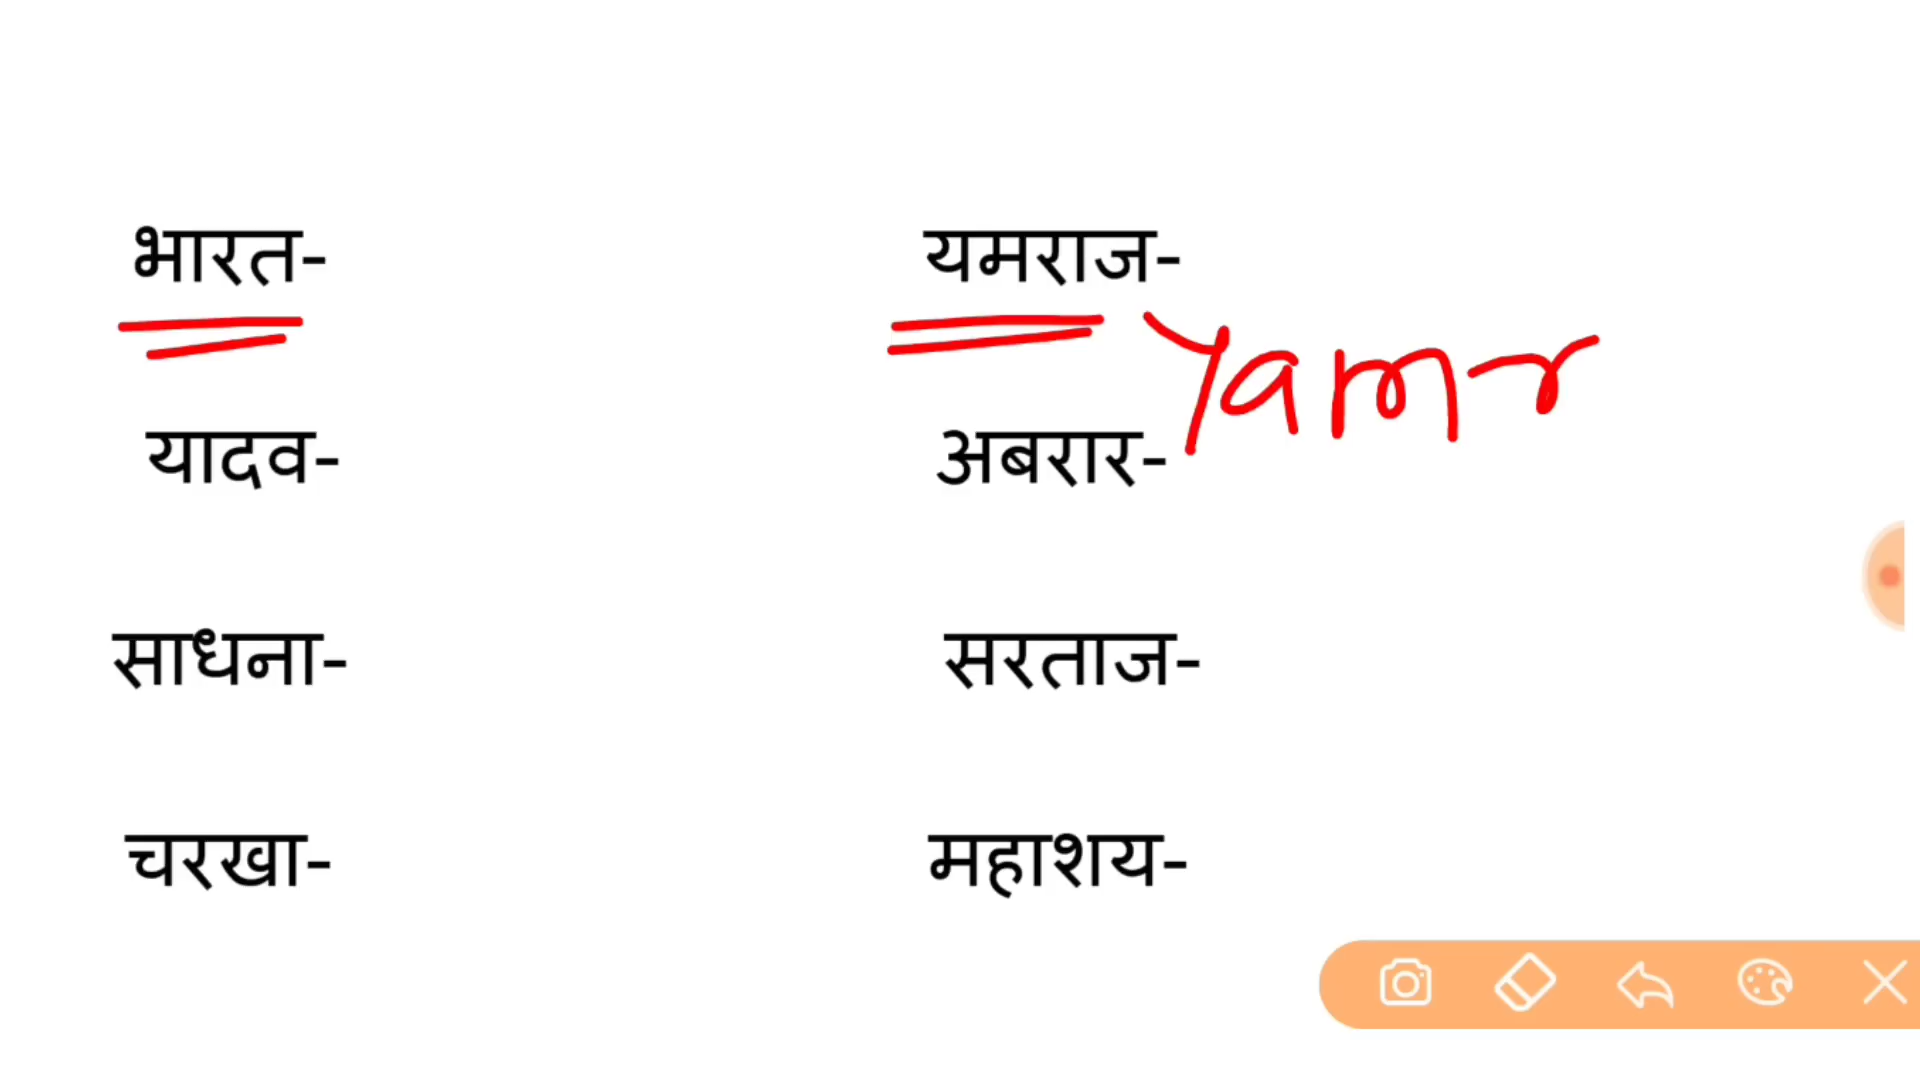 भारत- यमराज-
Yamr
यादव- अबरार-
साधना- सरताज-
चरखा- महाशय-